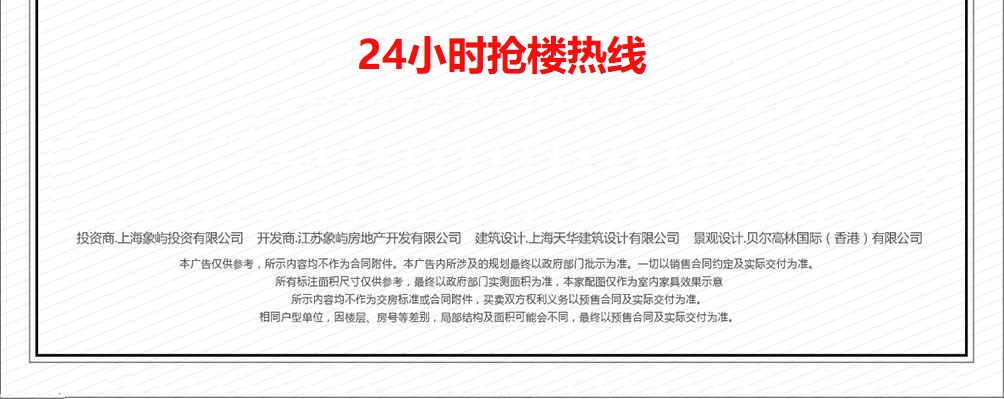 24小时抢楼热线
投资商.上海象屿投资有限公司 开发商.江苏象屿房地产开发有限公司 建筑设计.上海天华建筑设计有限公司 景观设计.贝尔高林国际（香港）有限公司
本广告仅供参考，所示内容均不作为合同附件。本广告内所涉及的规划最终以政府部门批示为准。一切以销售合同约定及实际交付为准。
所有标注面积尺寸仅供参考，最终以政府部门实测面积为准，本家配图仅作为室内家具效果示意
所示内容均不作为交房标准或合同附件，买卖双方权利义务以预售合同及实际交付为准。
相同户型单位，因楼层、房号等差别，局部结构及面积可能会不同，最终以预售合同及实际交付为准。